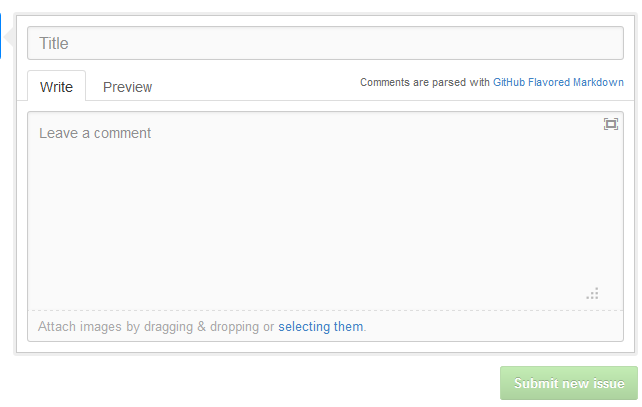 Title
Write Preview Comments are parsed with GitHub Flavored Markdown
Leave a comment
Attach images by dragging & dropping or selecting them.
Submit new issue